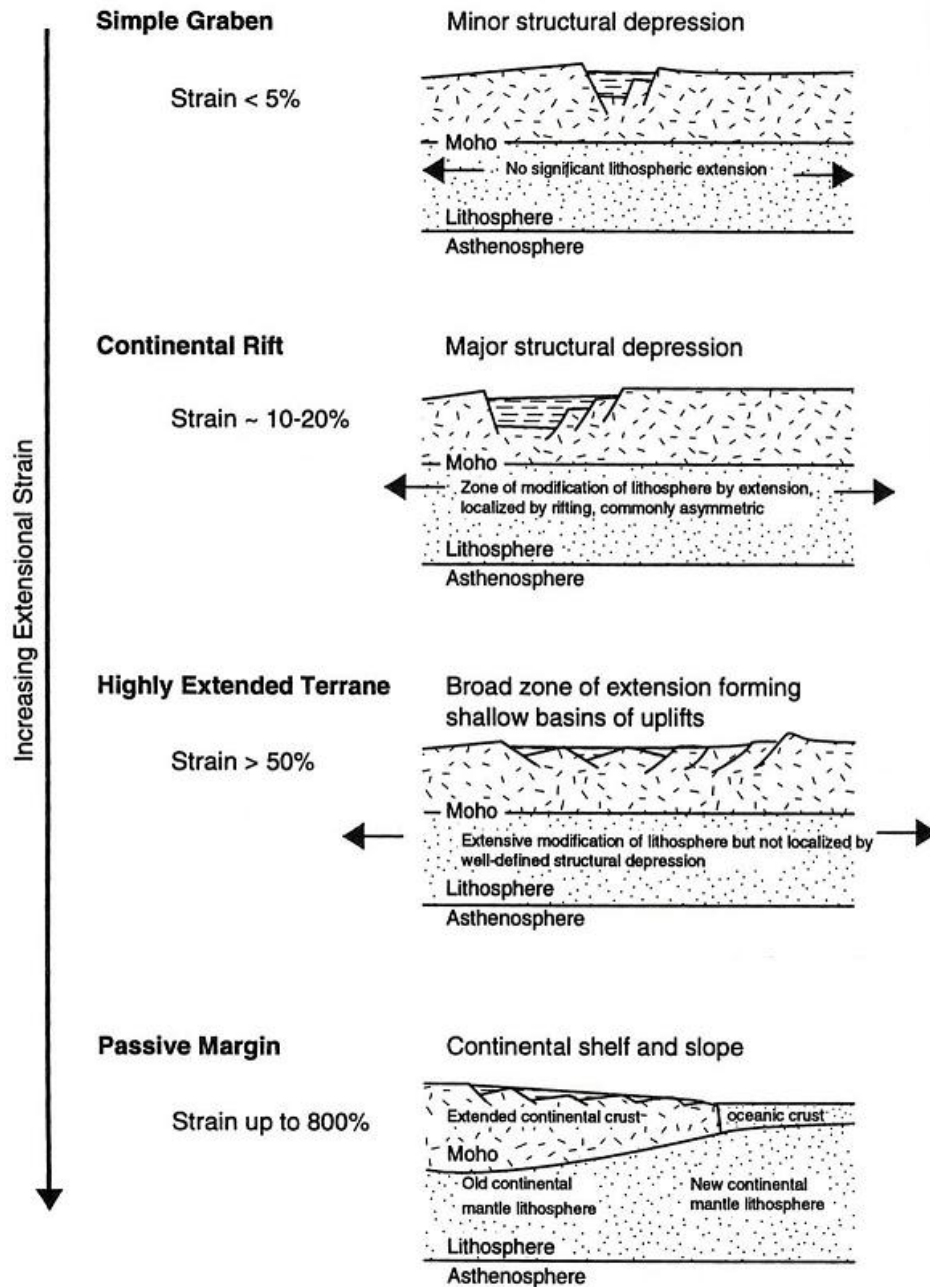 Increasing Extensional Strain
Simple Graben
Strain < 5%
Minor structural depression
Moho
No significant lithospheric extension
Lithosphere
Asthenosphere
Continental Rift
Strain ~ 10-20%
Major structural depression
Moho
Zone of modification of lithosphere by extension,
localized by rifting, commonly asymmetric
Lithosphere
Asthenosphere
Highly Extended Terrane
Strain > 50%
Broad zone of extension forming
shallow basins of uplifts
Moho
Extensive modification of lithosphere but not localized by
well-defined structural depression
Lithosphere
Asthenosphere
Passive Margin
Strain up to 800%
Continental shelf and slope
Extended continental crust
oceanic crust
Moho
Old continental
mantle lithosphere
New continental
mantle lithosphere
Lithosphere
Asthenosphere